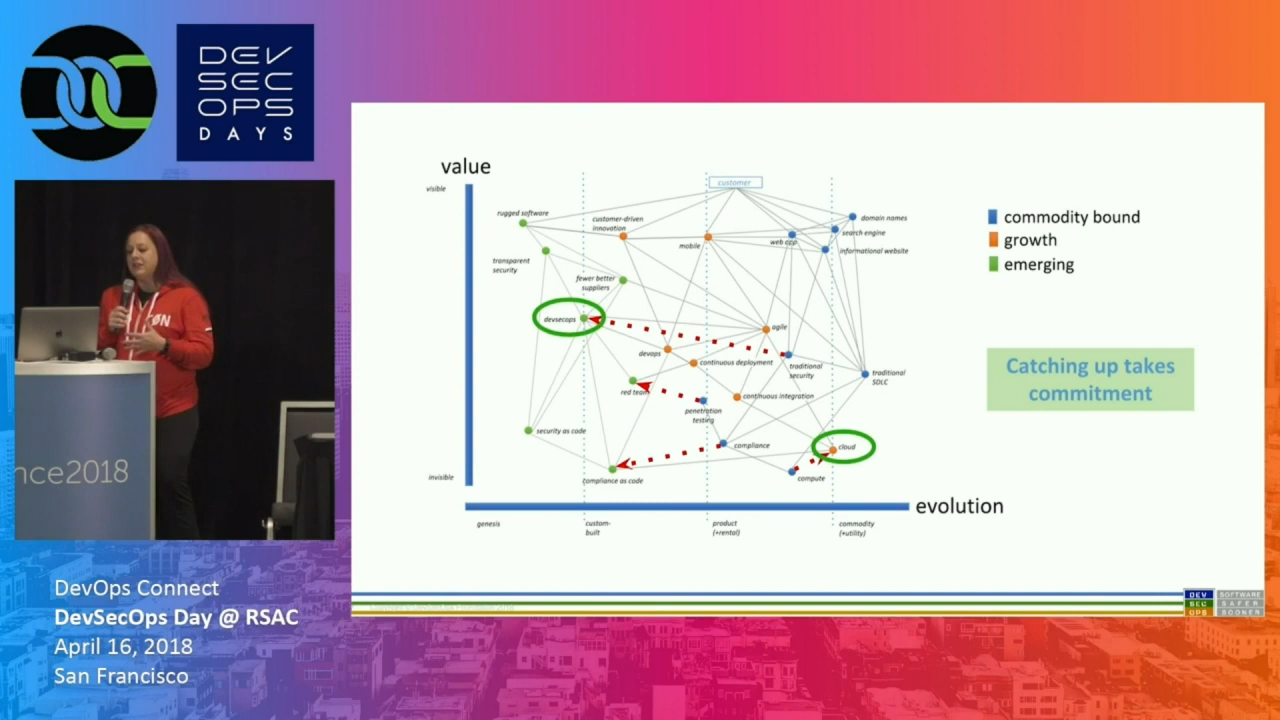 DEV
SEC
OPS
DAYS
nce2018
DevOps Connect
DevSecOps Day @ RSAC
April 16, 2018
San Francisco
value
visible
customer
rugged software
customer-driven
innovation
mobile
web app
domain names
search engine
informational website
transparent
security
fewer better
suppliers
devsecops
agile
devops
continuous deployment
traditional
security
traditional
SDLC
red team
continuous integration
penetration
testing
security as code
compliance
cloud
compliance as code
compute
invisible
evolution
genesis
custom-
built
product
(+rental)
commodity
(+utility)
commodity bound
growth
emerging
Catching up takes
commitment
DEV
SEC
OPS
SOFTWARE
SAFER
SOONER